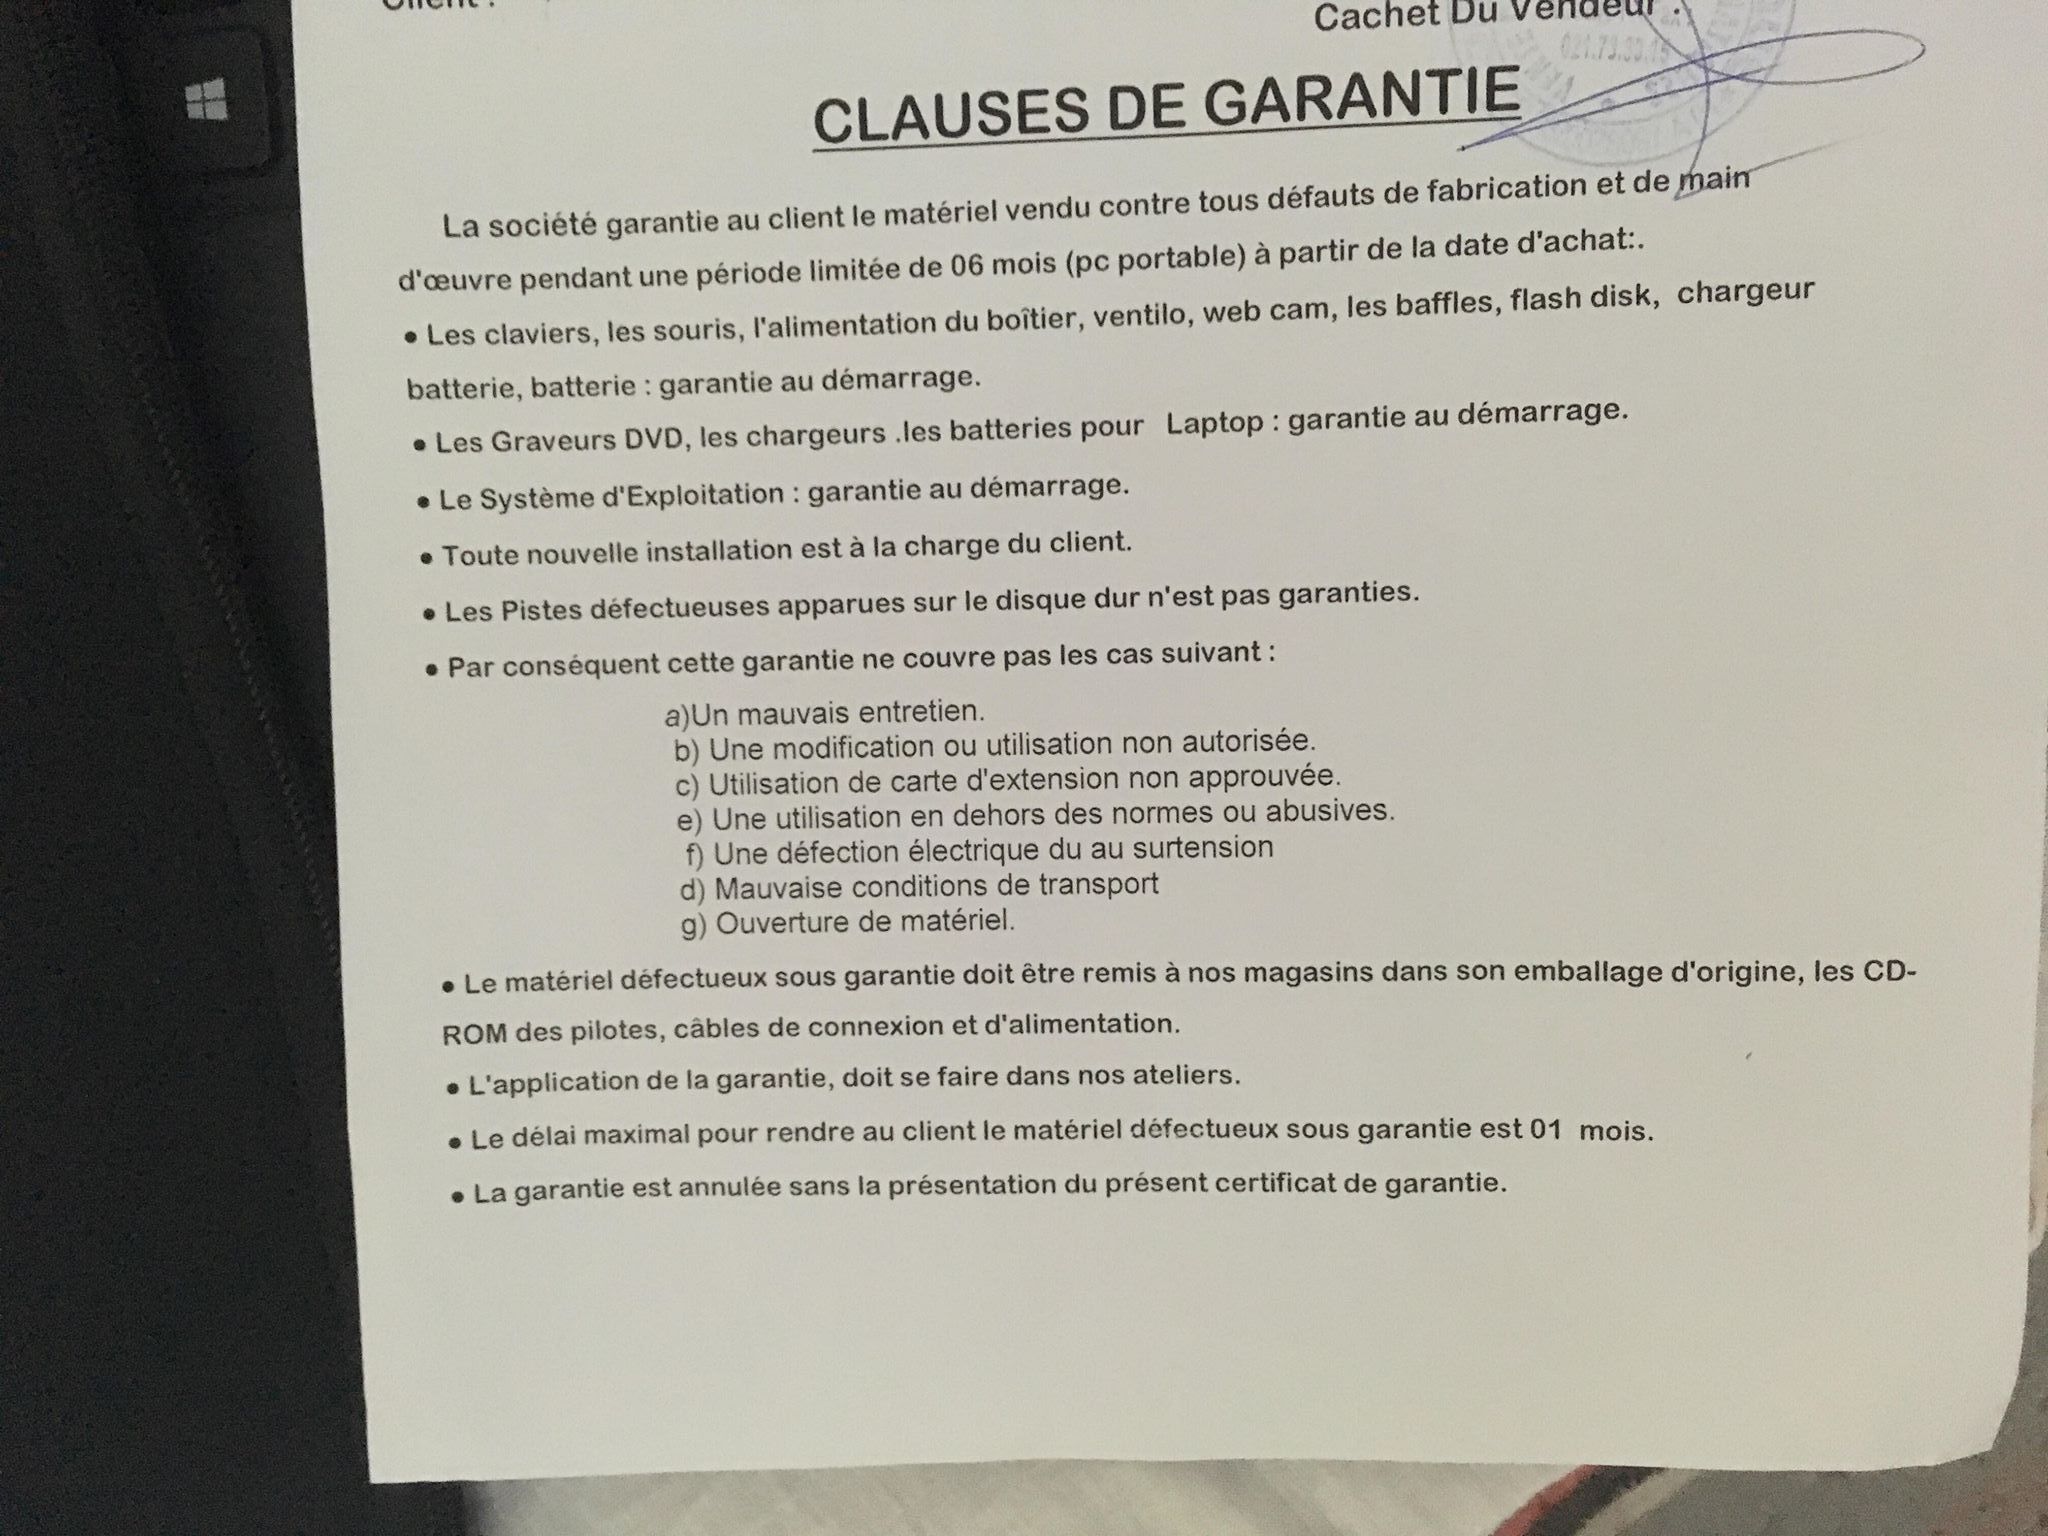 Client :
Cachet Du Vendeur :
021.73.33.15
CLAUSES DE GARANTIE
La société garantie au client le matériel vendu contre tous défauts de fabrication et de main
d'œuvre pendant une période limitée de 06 mois (pc portable) à partir de la date d'achat:.
• Les claviers, les souris, l'alimentation du boîtier, ventilo, web cam, les baffles, flash disk, chargeur
batterie, batterie : garantie au démarrage.
• Les Graveurs DVD, les chargeurs .les batteries pour Laptop : garantie au démarrage.
• Le Système d'Exploitation : garantie au démarrage.
• Toute nouvelle installation est à la charge du client.
• Les Pistes défectueuses apparues sur le disque dur n'est pas garanties.
• Par conséquent cette garantie ne couvre pas les cas suivant :
a)Un mauvais entretien.
b) Une modification ou utilisation non autorisée.
c) Utilisation de carte d'extension non approuvée.
e) Une utilisation en dehors des normes ou abusives.
f) Une défection électrique du au surtension
d) Mauvaise conditions de transport
g) Ouverture de matériel.
• Le matériel défectueux sous garantie doit être remis à nos magasins dans son emballage d'origine, les CD-
ROM des pilotes, câbles de connexion et d'alimentation.
• L'application de la garantie, doit se faire dans nos ateliers.
• Le délai maximal pour rendre au client le matériel défectueux sous garantie est 01 mois.
• La garantie est annulée sans la présentation du présent certificat de garantie.